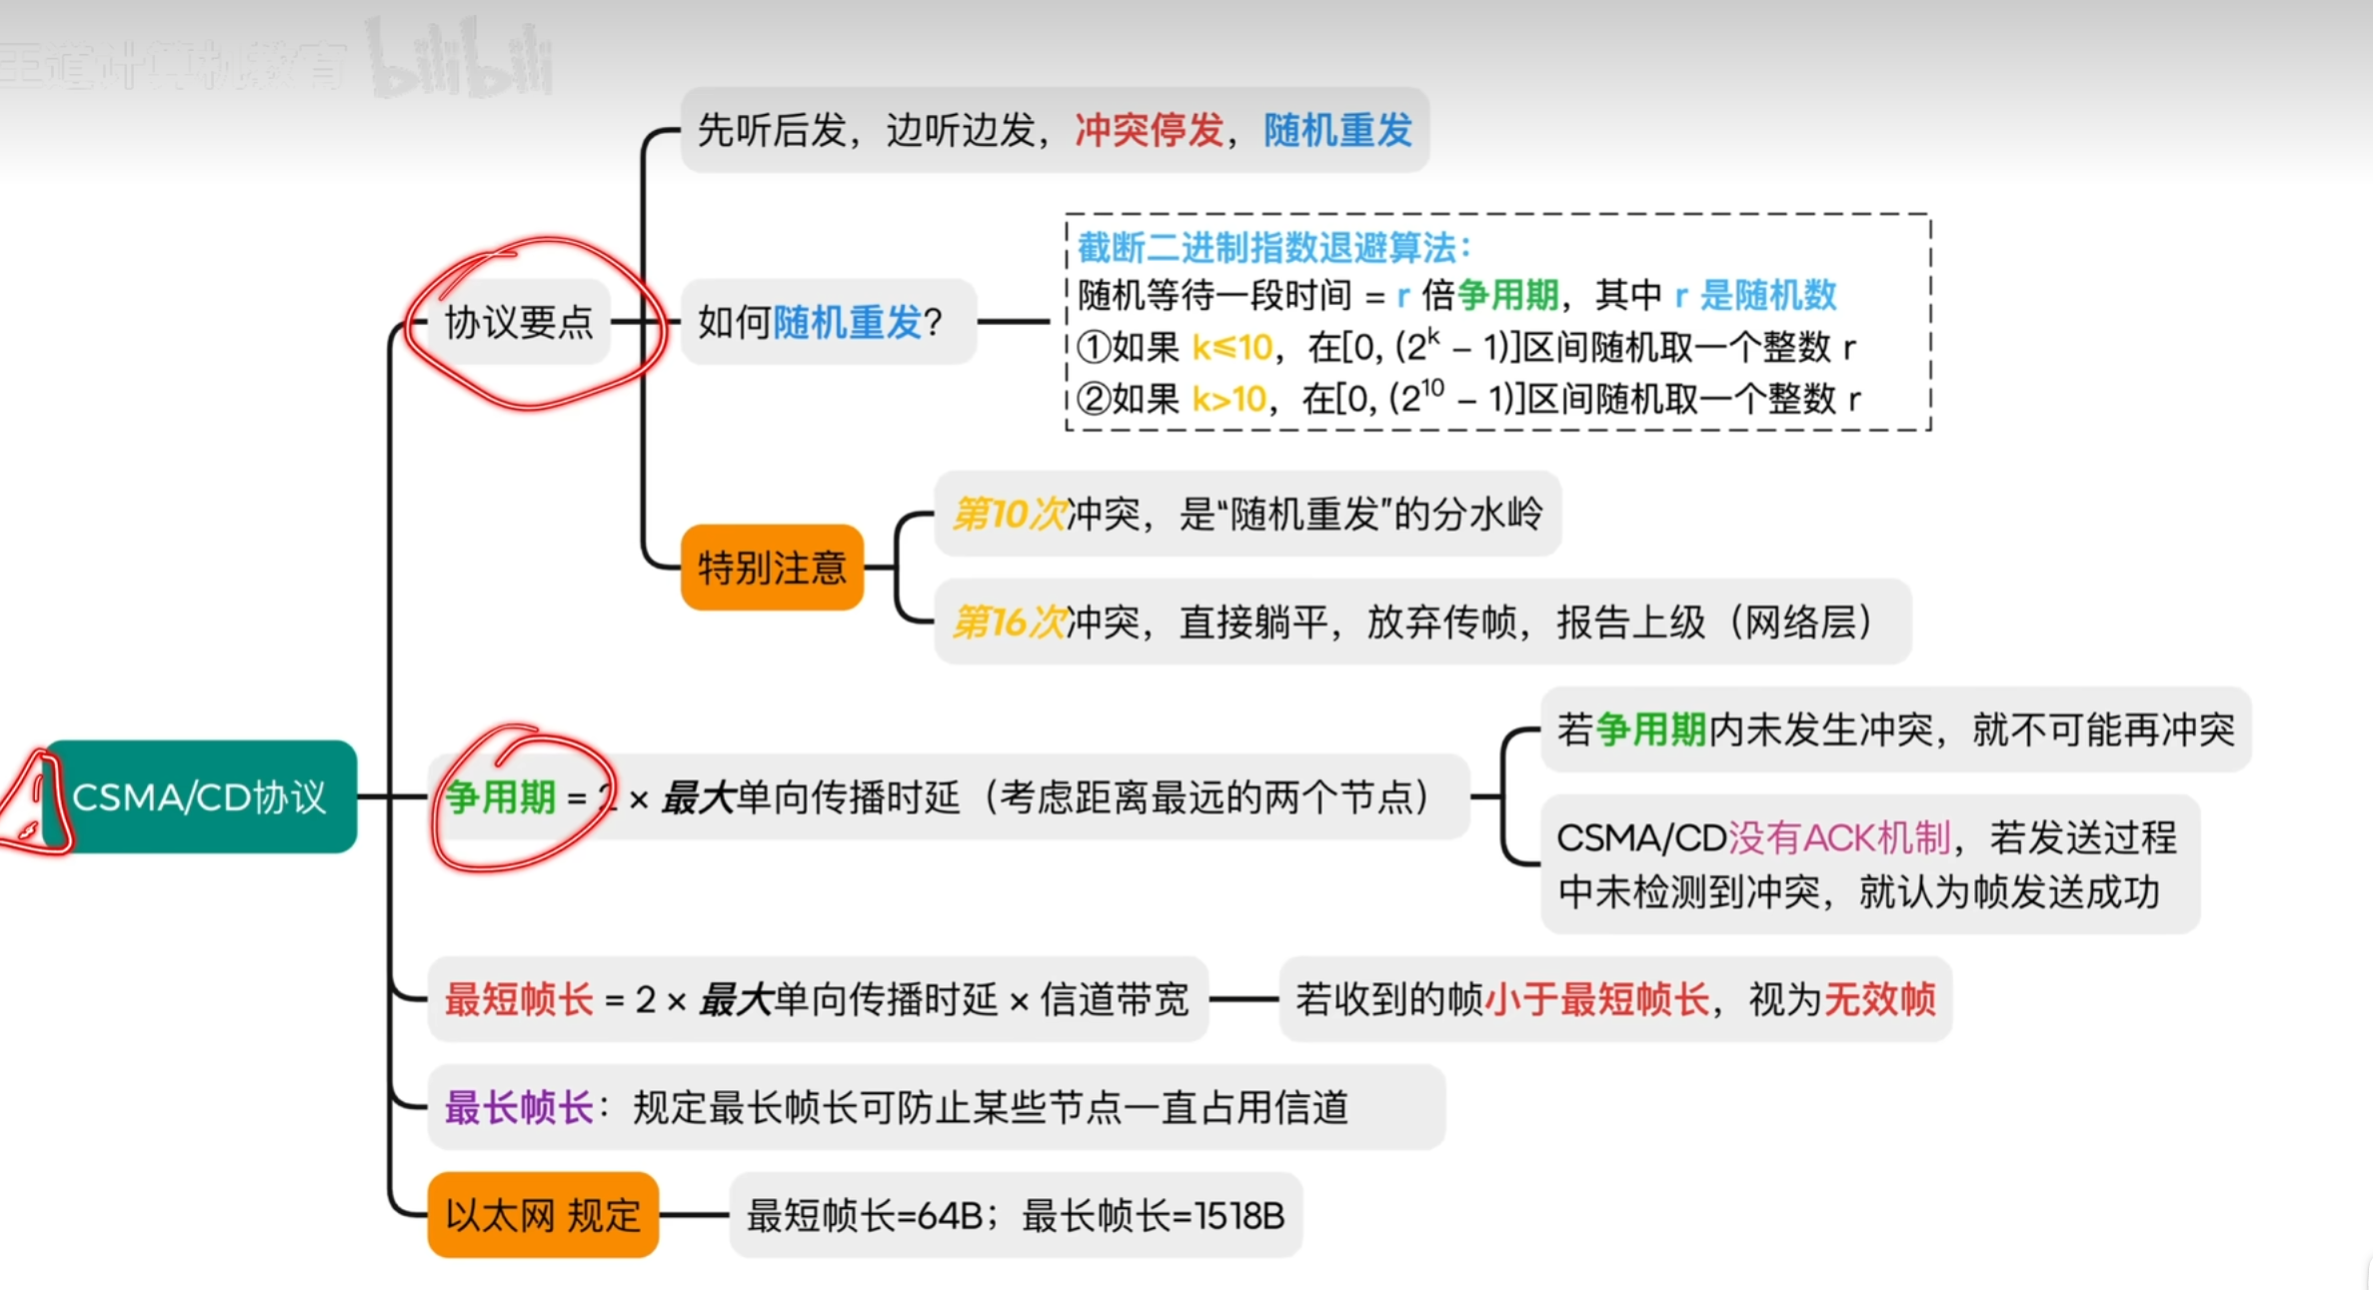 王道计算机教育 bilibili
先听后发，边听边发，冲突停发，随机重发
协议要点
如何随机重发?
截断二进制指数退避算法：
随机等待一段时间 = r 倍争用期，其中 r 是随机数
①如果 k≤10，在[0, (2^k – 1)]区间随机取一个整数 r
②如果 k>10，在[0, (2^10 – 1)]区间随机取一个整数 r
特别注意
第10次冲突，是“随机重发”的分水岭
第16次冲突，直接躺平，放弃传帧，报告上级（网络层）
CSMA/CD协议
争用期 = 2 × 最大单向传播时延（考虑距离最远的两个节点）
若争用期内未发生冲突，就不可能再冲突
CSMA/CD没有ACK机制，若发送过程
中未检测到冲突，就认为帧发送成功
最短帧长 = 2 × 最大单向传播时延 × 信道带宽
若收到的帧小于最短帧长，视为无效帧
最长帧长：规定最长帧长可防止某些节点一直占用信道
以太网 规定
最短帧长=64B；最长帧长=1518B